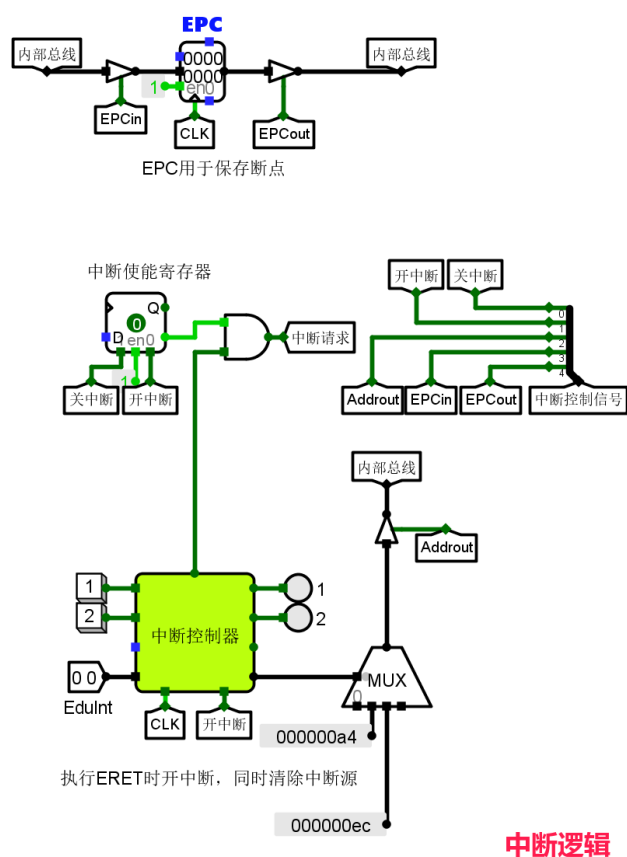 EPC
内部总线
内部总线
0000
0000
1
en0
EPCin
CLK
EPCout
EPC用于保存断点
中断使能寄存器
Q
0
D
en0
中断请求
关中断
1
开中断
开中断
关中断
0
1
2
3
4
Addrout
EPCin
EPCout
中断控制信号
内部总线
Addrout
1
2
中断控制器
1
2
0 0
EduInt
CLK
开中断
MUX
0
000000a4
执行ERET时开中断，同时清除中断源
000000ec
中断逻辑